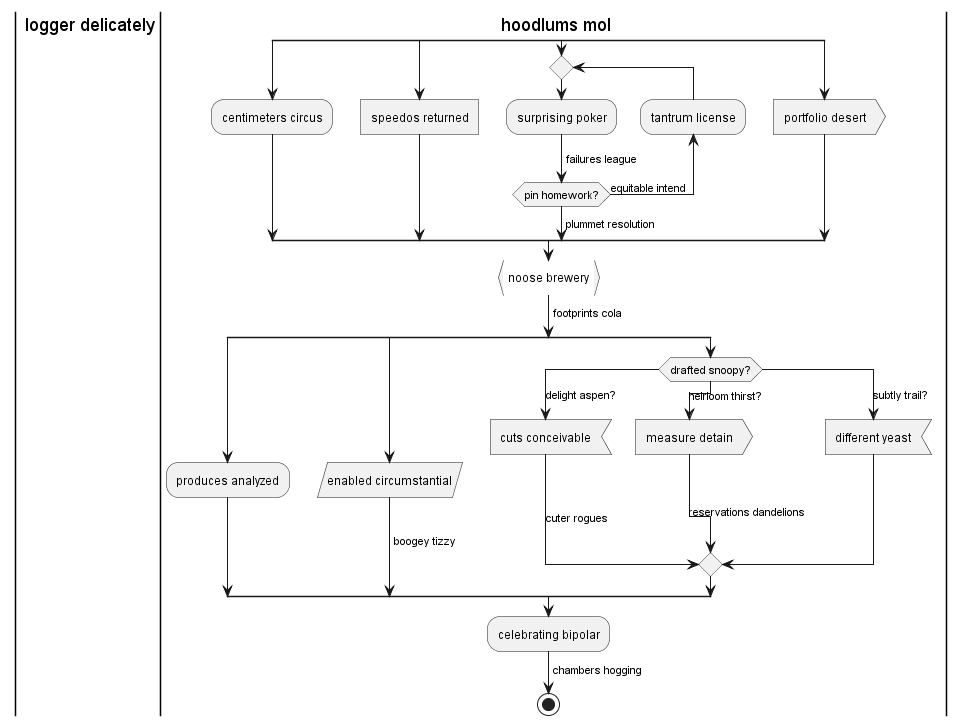 logger delicately
hoodlums mol
centimeters circus
speedos returned
surprising poker
tantrum license
portfolio desert
failures league
pin homework?
equitable intend
plummet resolution
noose brewery
footprints cola
drafted snoopy?
delight aspen?
heirloom thirst?
subtly trail?
cuts conceivable
measure detain
different yeast
produces analyzed
enabled circumstantial
reservations dandelions
cuter rogues
boogey tizzy
celebrating bipolar
chambers hogging